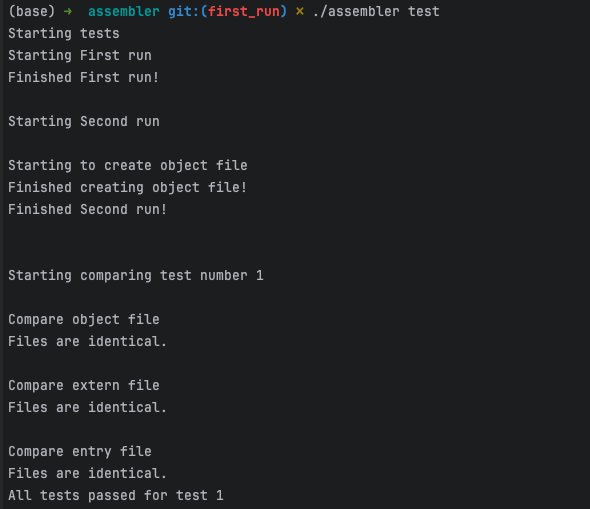 (base) → assembler git:(first_run) × ./assembler test
Starting tests
Starting First run
Finished First run!
Starting Second run
Starting to create object file
Finished creating object file!
Finished Second run!
Starting comparing test number 1
Compare object file
Files are identical.
Compare extern file
Files are identical.
Compare entry file
Files are identical.
All tests passed for test 1